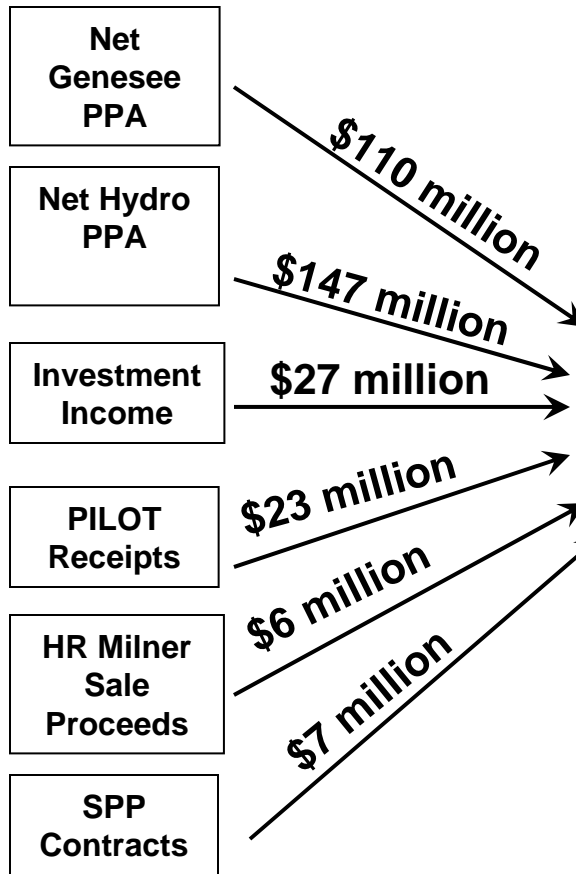 Net
Genesee
PPA
$110 million
Net Hydro
PPA
$147 million
Investment
Income
$27 million
PILOT
Receipts
$23 million
HR Milner
Sale
Proceeds
$6 million
SPP
Contracts
$7 million